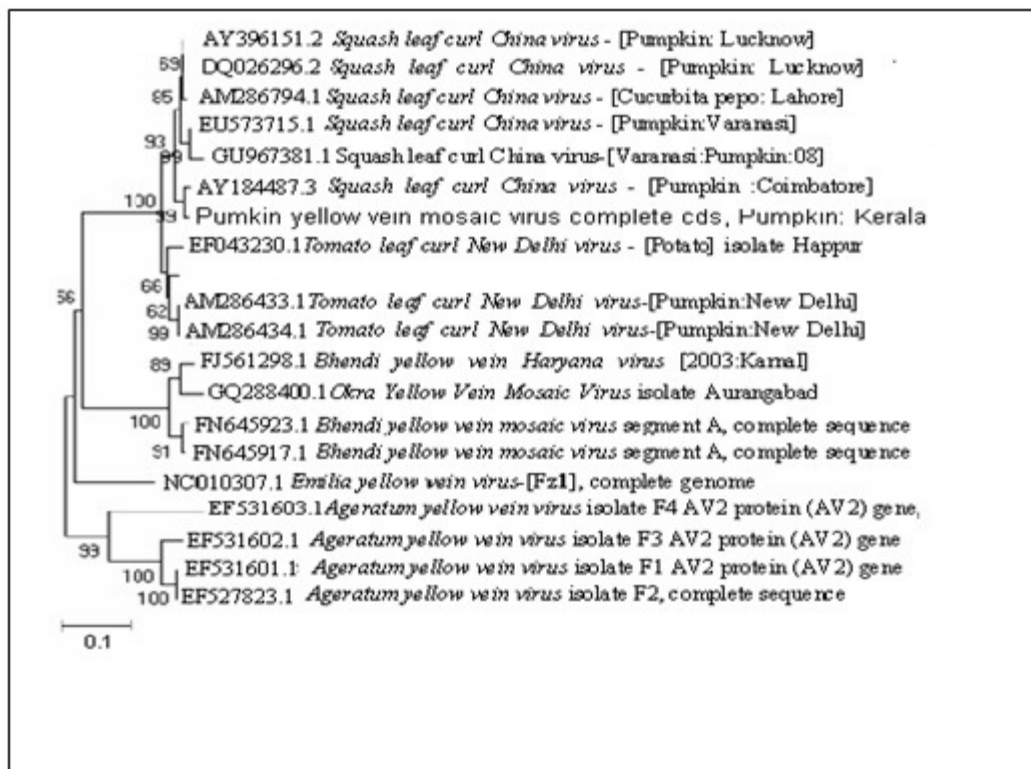 AY396151.2 Squash leaf curl China virus - [Pumpkin: Lucknow]
69 DQ026296.2 Squash leaf curl China virus - [Pumpkin: Lucknow]
85 AM286794.1 Squash leaf curl China virus - [Cucurbita pepo: Lahore]
EU573715.1 Squash leaf curl China virus - [Pumpkin:Varanasi]
93
99 GU967381.1 Squash leaf curl China virus-[Varanasi:Pumpkin:08]
AY184487.3 Squash leaf curl China virus - [Pumpkin :Coimbatore]
100
99 Pumkin yellow vein mosaic virus complete cds, Pumpkin: Kerala
EF043230.1 Tomato leaf curl New Delhi virus - [Potato] isolate Happur
66
62 AM286433.1 Tomato leaf curl New Delhi virus-[Pumpkin:New Delhi]
56
99 AM286434.1 Tomato leaf curl New Delhi virus-[Pumpkin:New Delhi]
89 FJ561298.1 Bhendi yellow vein Haryana virus [2003:Karnal]
GQ288400.1 Okra Yellow Vein Mosaic Virus isolate Aurangabad
100 FN645923.1 Bhendi yellow vein mosaic virus segment A, complete sequence
91 FN645917.1 Bhendi yellow vein mosaic virus segment A, complete sequence
NC010307.1 Emilia yellow vein virus-[Fz1], complete genome
EF531603.1 Ageratum yellow vein virus isolate F4 AV2 protein (AV2) gene,
99 EF531602.1 Ageratum yellow vein virus isolate F3 AV2 protein (AV2) gene
100 EF531601.1 Ageratum yellow vein virus isolate F1 AV2 protein (AV2) gene
100 EF527823.1 Ageratum yellow vein virus isolate F2, complete sequence
0.1